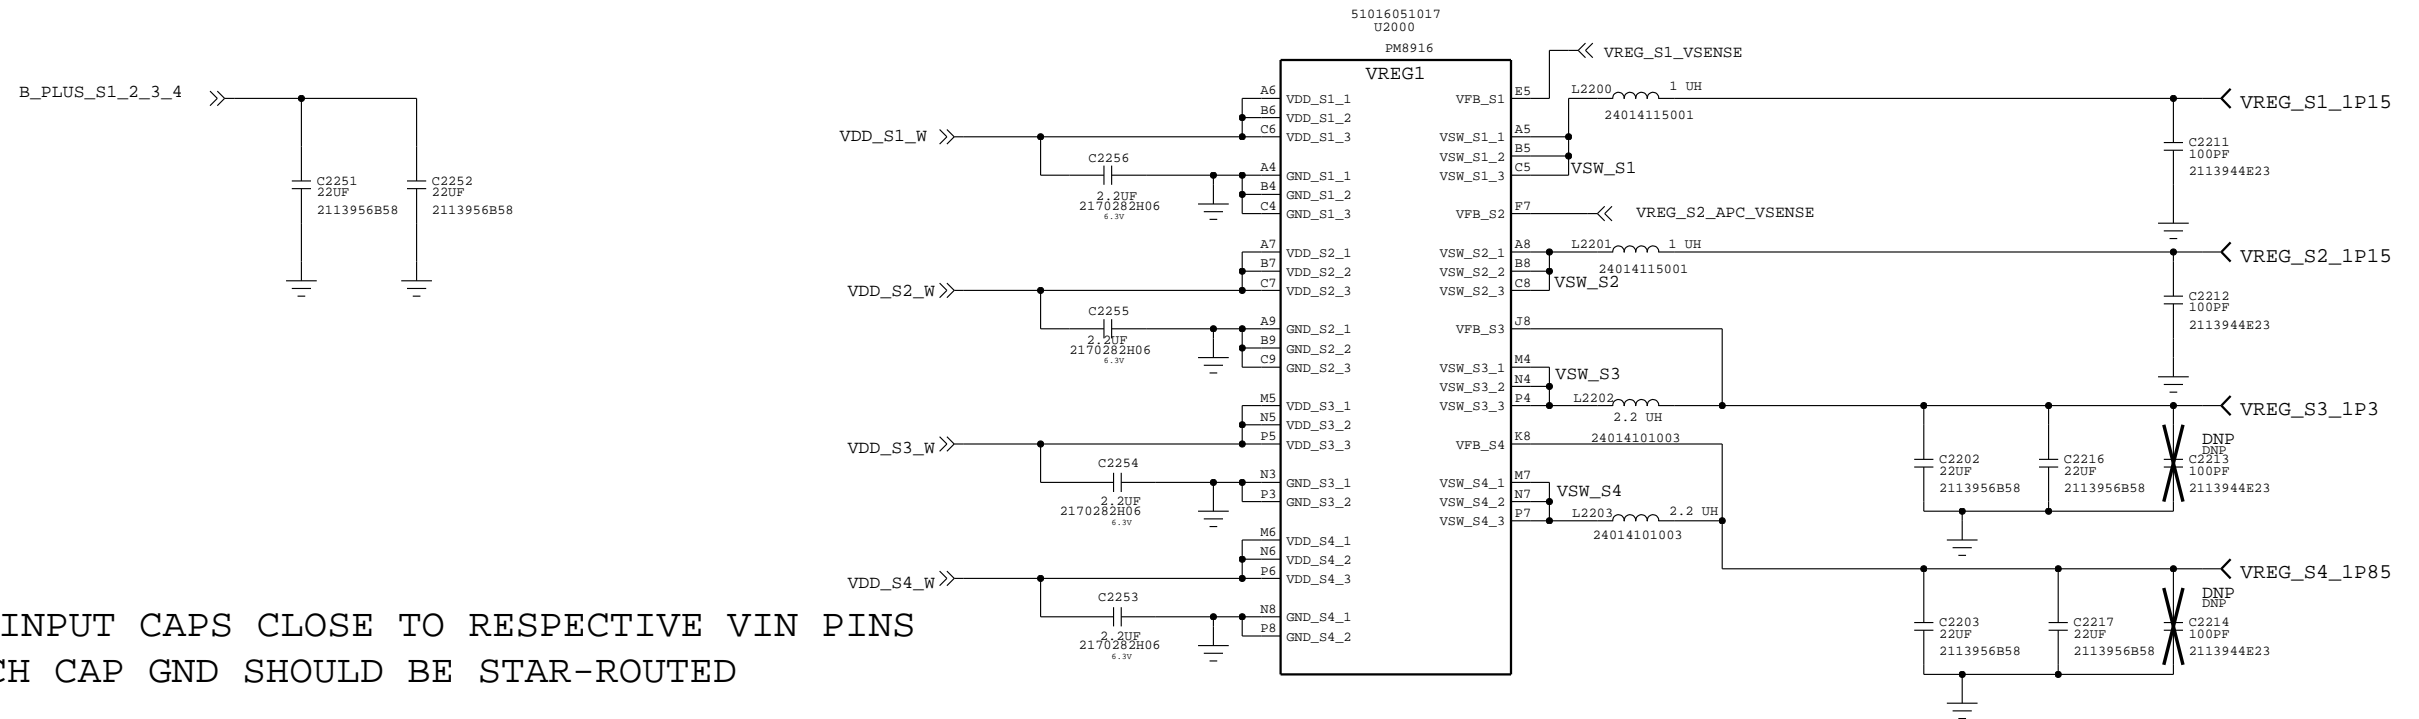 51016051017
U2000
PM8916
VREG1
B_PLUS_S1_2_3_4
C2251
22UF
2113956B58
C2252
22UF
2113956B58
VDD_S1_W
C2256
2.2UF
2170282H06
6.3V
VDD_S2_W
C2255
2.2UF
2170282H06
6.3V
VDD_S3_W
C2254
2.2UF
2170282H06
6.3V
VDD_S4_W
C2253
2.2UF
2170282H06
6.3V
A6 VDD_S1_1
B6 VDD_S1_2
C6 VDD_S1_3
A4 GND_S1_1
B4 GND_S1_2
C4 GND_S1_3
A7 VDD_S2_1
B7 VDD_S2_2
C7 VDD_S2_3
A9 GND_S2_1
B9 GND_S2_2
C9 GND_S2_3
M5 VDD_S3_1
N5 VDD_S3_2
P5 VDD_S3_3
N3 GND_S3_1
P3 GND_S3_2
M6 VDD_S4_1
N6 VDD_S4_2
P6 VDD_S4_3
N8 GND_S4_1
P8 GND_S4_2
VFB_S1 E5
VSW_S1_1 A5
VSW_S1_2 B5
VSW_S1_3 C5
VFB_S2 F7
VSW_S2_1 A8
VSW_S2_2 B8
VSW_S2_3 C8
VFB_S3 J8
VSW_S3_1 M4
VSW_S3_2 N4
VSW_S3_3 P4
VFB_S4 K8
VSW_S4_1 M7
VSW_S4_2 N7
VSW_S4_3 P7
VREG_S1_VSENSE
L2200 1 UH
24014115001
VSW_S1
VREG_S2_APC_VSENSE
L2201 1 UH
24014115001
VSW_S2
VSW_S3
L2202
2.2 UH
24014101003
VSW_S4
L2203 2.2 UH
24014101003
VREG_S1_1P15
C2211
100PF
2113944E23
VREG_S2_1P15
C2212
100PF
2113944E23
VREG_S3_1P3
C2202
22UF
2113956B58
C2216
22UF
2113956B58
DNP
DNP
C2213
100PF
2113944E23
VREG_S4_1P85
C2203
22UF
2113956B58
C2217
22UF
2113956B58
DNP
DNP
C2214
100PF
2113944E23
INPUT CAPS CLOSE TO RESPECTIVE VIN PINS
CH CAP GND SHOULD BE STAR-ROUTED